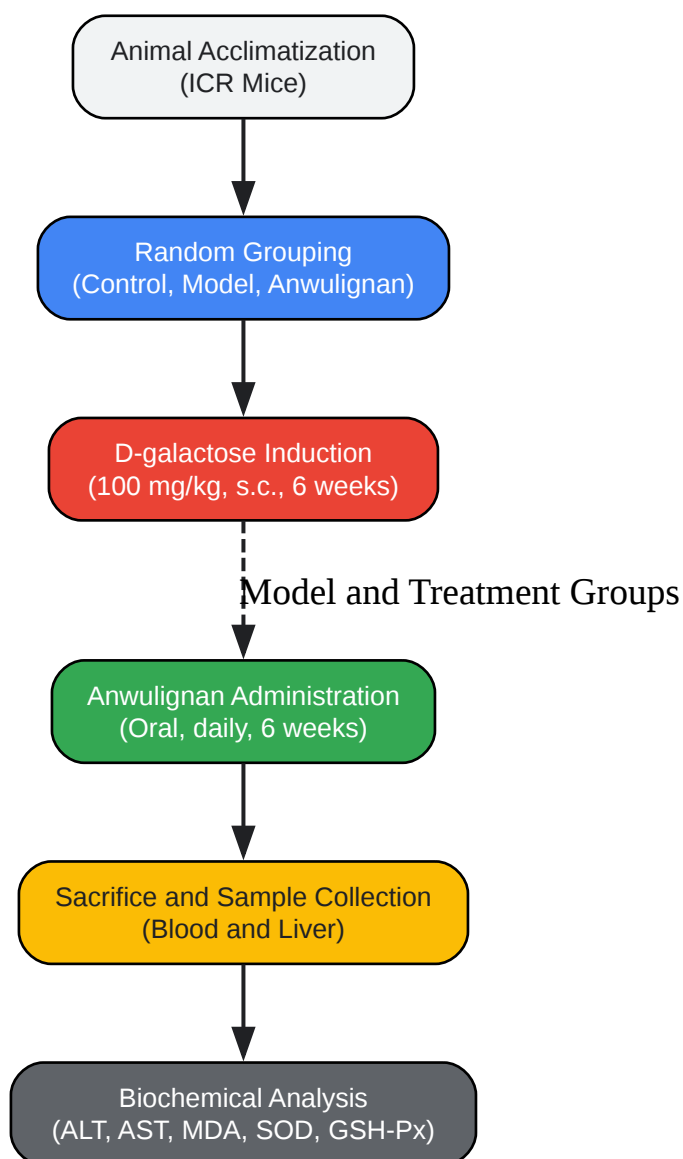 Animal Acclimatization
(ICR Mice)
Random Grouping
(Control, Model, Anwulignan)
D-galactose Induction
(100 mg/kg, s.c., 6 weeks)
Model and Treatment Groups
Anwulignan Administration
(Oral, daily, 6 weeks)
Sacrifice and Sample Collection
(Blood and Liver)
Biochemical Analysis
(ALT, AST, MDA, SOD, GSH-Px)